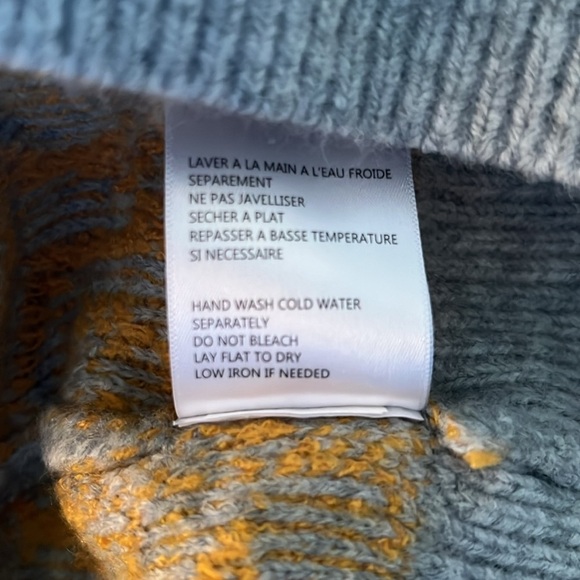 LAVER A LA MAIN A L'EAU FROIDE
SEPAREMENT
NE PAS JAVELLISER
SECHER A PLAT
REPASSER A BASSE TEMPERATURE
SI NECESSAIRE
HAND WASH COLD WATER
SEPARATELY
DO NOT BLEACH
LAY FLAT TO DRY
LOW IRON IF NEEDED